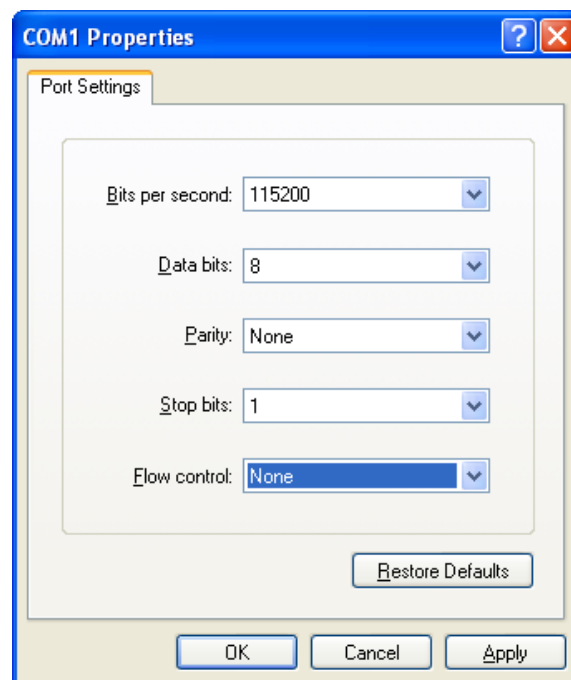 COM1 Properties
Port Settings
Bits per second: 115200
Data bits: 8
Parity: None
Stop bits: 1
Flow control: None
Restore Defaults
OK Cancel Apply